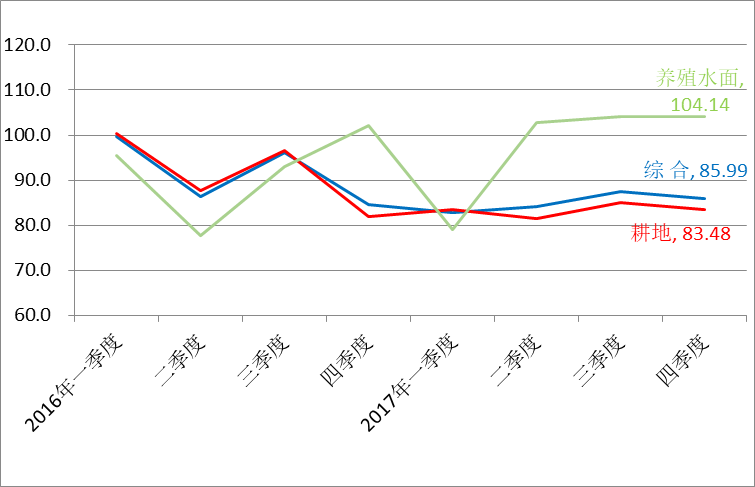 120.0
110.0
100.0
90.0
80.0
70.0
60.0
养殖水面,
104.14
综 合, 85.99
耕地, 83.48
2016年一季度
二季度
三季度
四季度
2017年一季度
二季度
三季度
四季度